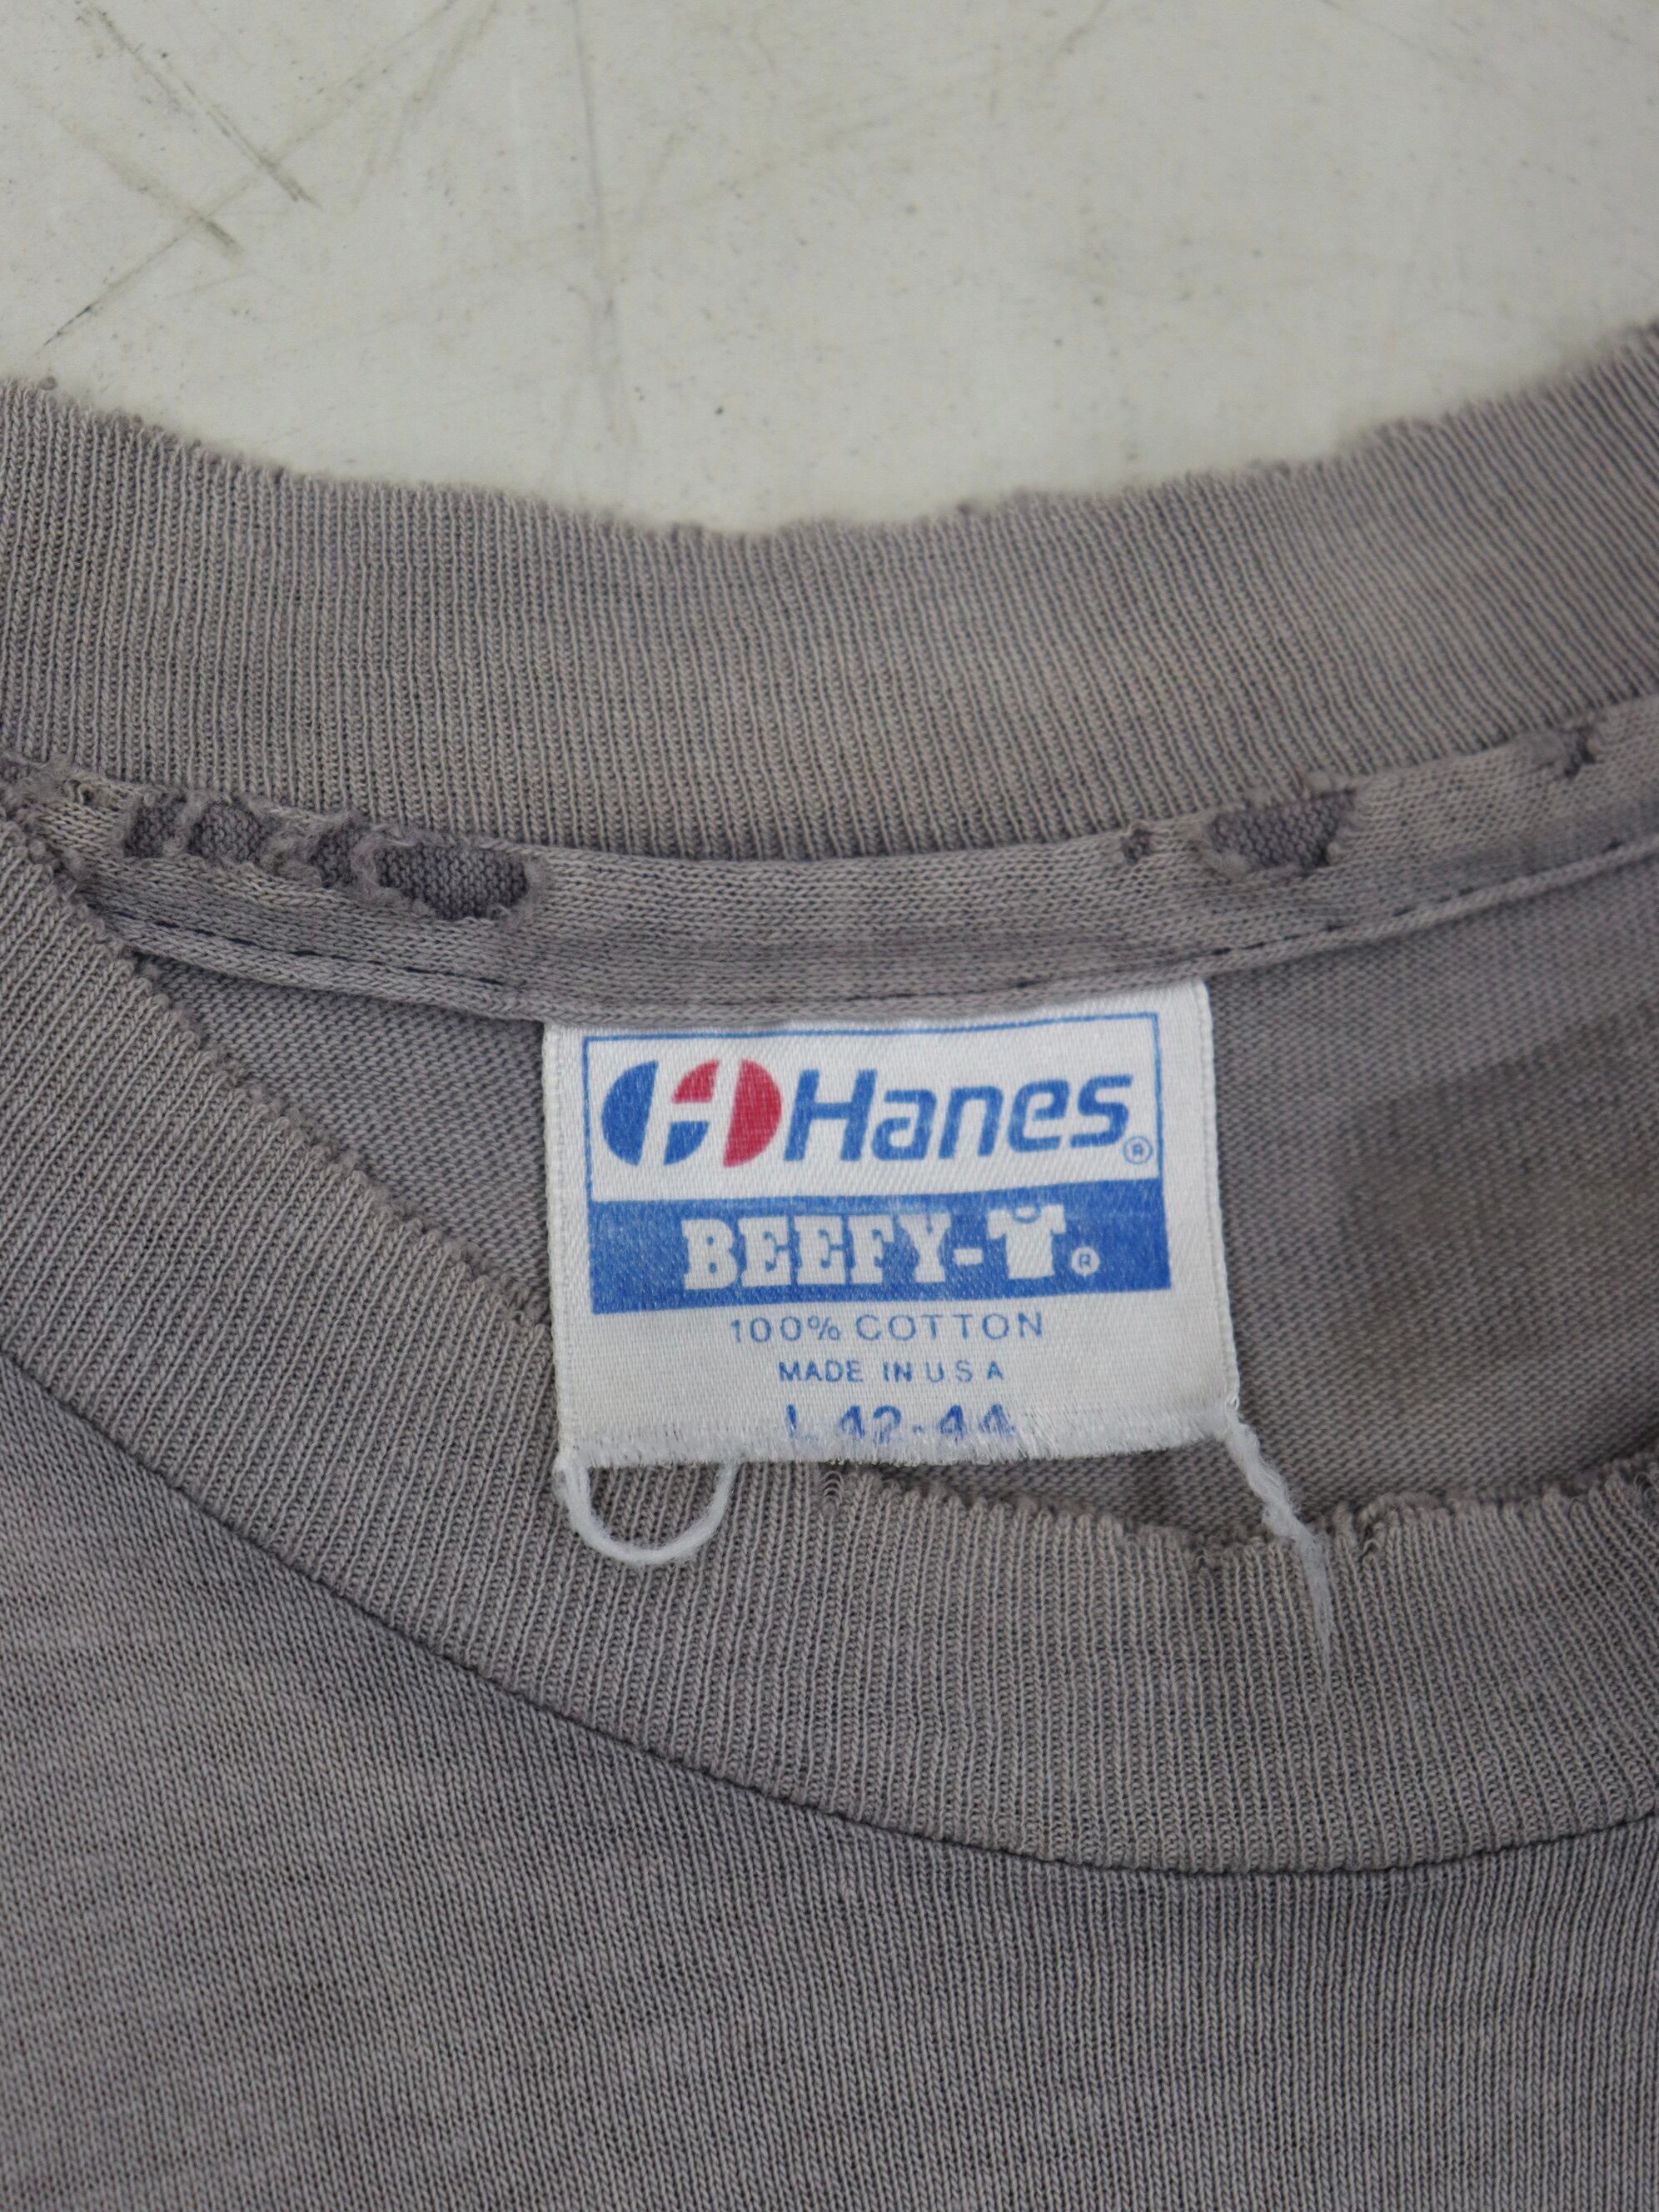 Hanes®
BEEFY-T®
100% COTTON
MADE IN U.S.A
L 42-44